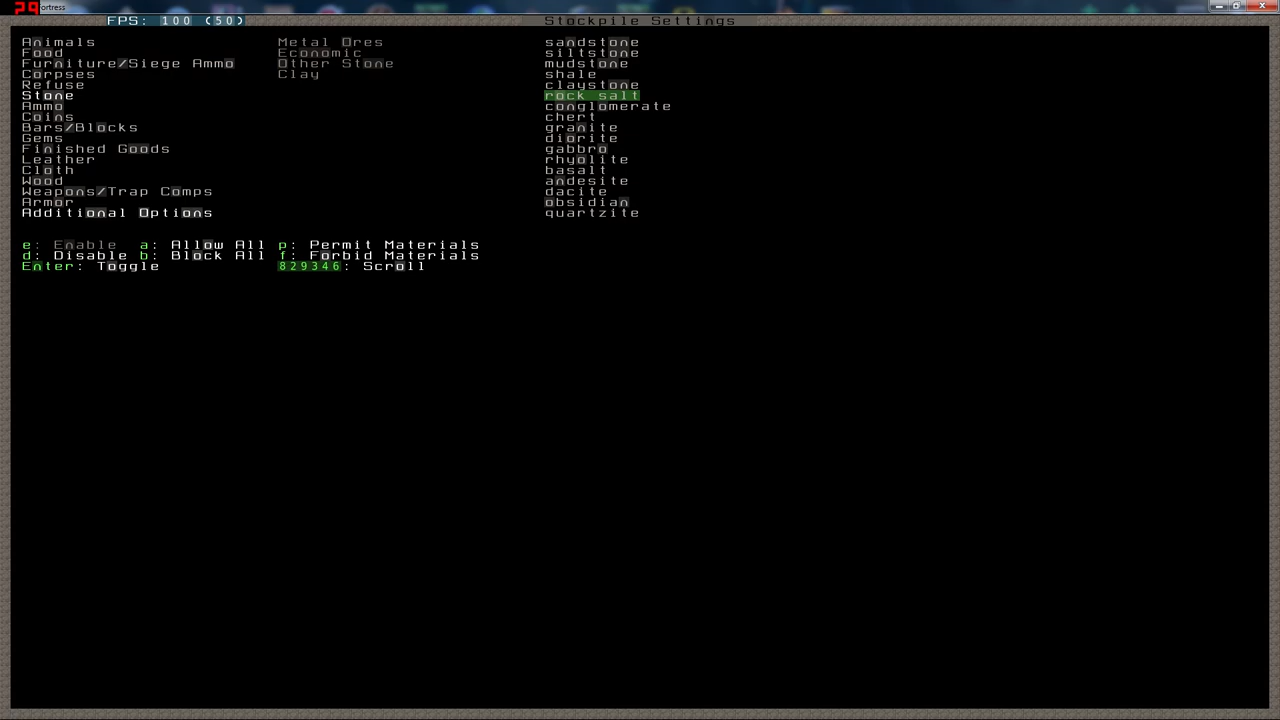 29 ortress
FPS: 100 (50) Stockpile Settings
Animals Metal Ores sandstone
Food Economic siltstone
Furniture/Siege Ammo Other Stone mudstone
Corpses Clay shale
Refuse claystone
Stone rock salt
Ammo conglomerate
Coins chert
Bars/Blocks granite
Gems diorite
Finished Goods gabbro
Leather rhyolite
Cloth basalt
Wood andesite
Weapons/Trap Comps dacite
Armor obsidian
Additional Options quartzite
e: Enable a: Allow All p: Permit Materials
d: Disable b: Block All f: Forbid Materials
Enter: Toggle 829346: Scroll